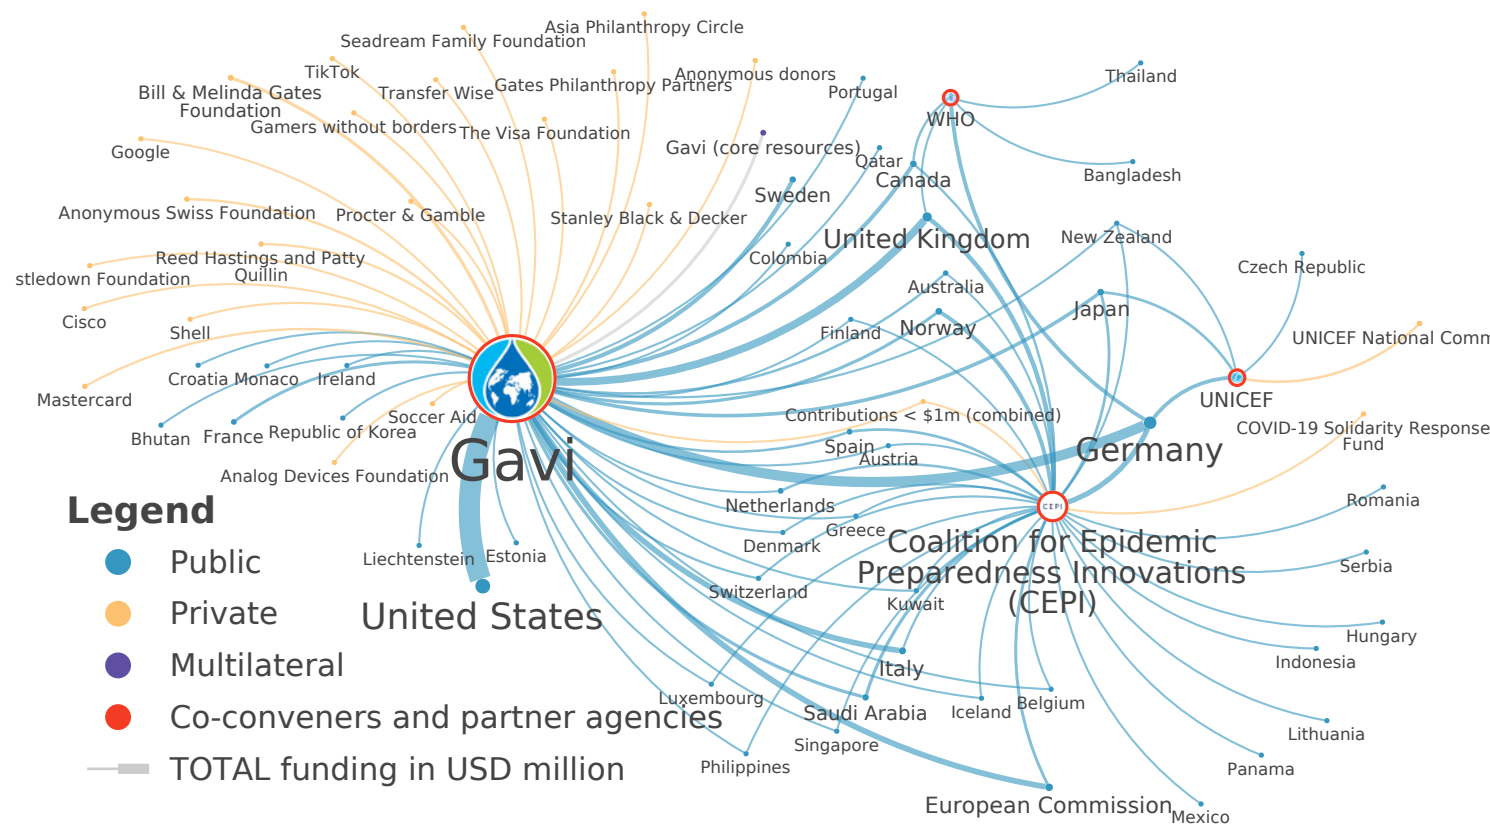 Asia Philanthropy Circle
Seadream Family Foundation
TikTok
Anonymous donors
Thailand
Gates Philanthropy Partners
Portugal
Bill & Melinda Gates
Foundation
Transfer Wise
WHO
Gamers without borders
The Visa Foundation
Gavi (core resources)
Google
Qatar
Bangladesh
Canada
Sweden
Anonymous Swiss Foundation
Procter & Gamble
Stanley Black & Decker
United Kingdom
New Zealand
Reed Hastings and Patty
Quillin
Colombia
Czech Republic
stledown Foundation
Australia
Japan
Cisco
Shell
Finland
Norway
UNICEF National Comm
Croatia
Monaco
Ireland
Mastercard
UNICEF
Soccer Aid
Contributions < $1m (combined)
Bhutan
France
Republic of Korea
COVID-19 Solidarity Response
Fund
Spain
Austria
Germany
Gavi
Analog Devices Foundation
Netherlands
Romania
Legend
CEPI
Greece
Denmark
Coalition for Epidemic
Preparedness Innovations
(CEPI)
Liechtenstein
Estonia
Public
Serbia
Switzerland
Kuwait
Private
United States
Hungary
Indonesia
Multilateral
Italy
Luxembourg
Saudi Arabia
Iceland
Belgium
Co-conveners and partner agencies
Lithuania
Singapore
Philippines
Panama
TOTAL funding in USD million
European Commission
Mexico